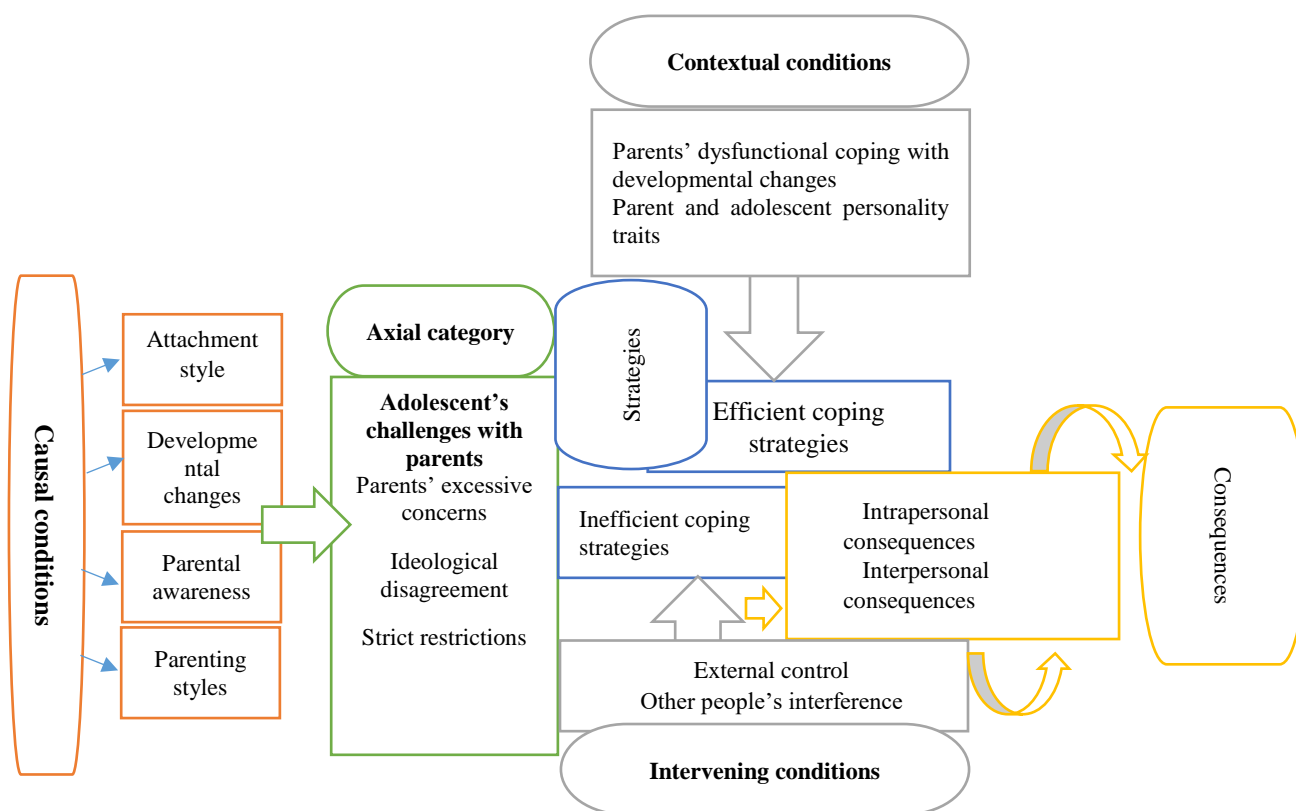 Contextual conditions
Parents’ dysfunctional coping with
developmental changes
Parent and adolescent personality
traits
Causal conditions
Attachment
style
Developme
ntal
changes
Parental
awareness
Parenting
styles
Axial category
Adolescent’s
challenges with
parents
Parents’ excessive
concerns
Ideological
disagreement
Strict restrictions
Strategies
Efficient coping
strategies
Inefficient coping
strategies
Intrapersonal
consequences
Interpersonal
consequences
Consequences
External control
Other people’s interference
Intervening conditions